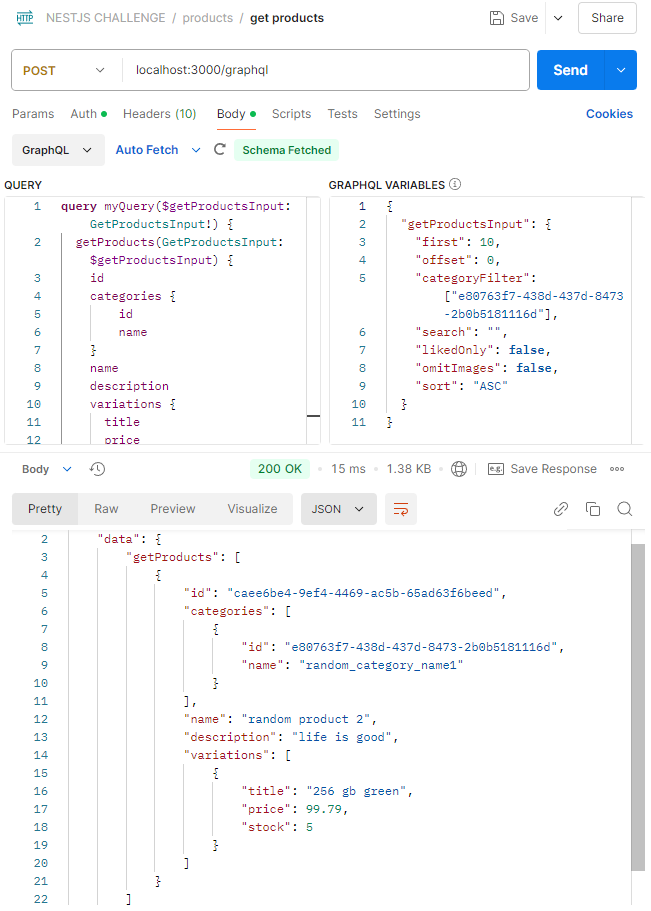 HTTP NESTJS CHALLENGE / products / get products Save Share
POST localhost:3000/graphql Send
Params Auth Headers (10) Body Scripts Tests Settings Cookies
GraphQL Auto Fetch Schema Fetched
QUERY
1 query myQuery($getProductsInput:
GetProductsInput!) {
2 getProducts(GetProductsInput:
$getProductsInput) {
3 id
4 categories {
5 id
6 name
7 }
8 name
9 description
10 variations {
11 title
12 price
GRAPHQL VARIABLES
1 {
2 "getProductsInput": {
3 "first": 10,
4 "offset": 0,
5 "categoryFilter":
["e80763f7-438d-437d-8473
-2b0b5181116d"],
6 "search": "",
7 "likedOnly": false,
8 "omitImages": false,
9 "sort": "ASC"
10 }
11 }
Body 200 OK 15 ms 1.38 KB e.g. Save Response
Pretty Raw Preview Visualize JSON
2 "data": {
3 "getProducts": [
4 {
5 "id": "caee6be4-9ef4-4469-ac5b-65ad63f6beed",
6 "categories": [
7 {
8 "id": "e80763f7-438d-437d-8473-2b0b5181116d",
9 "name": "random_category_name1"
10 }
11 ],
12 "name": "random product 2",
13 "description": "life is good",
14 "variations": [
15 {
16 "title": "256 gb green",
17 "price": 99.79,
18 "stock": 5
19 }
20 ]
21 }
22 ]